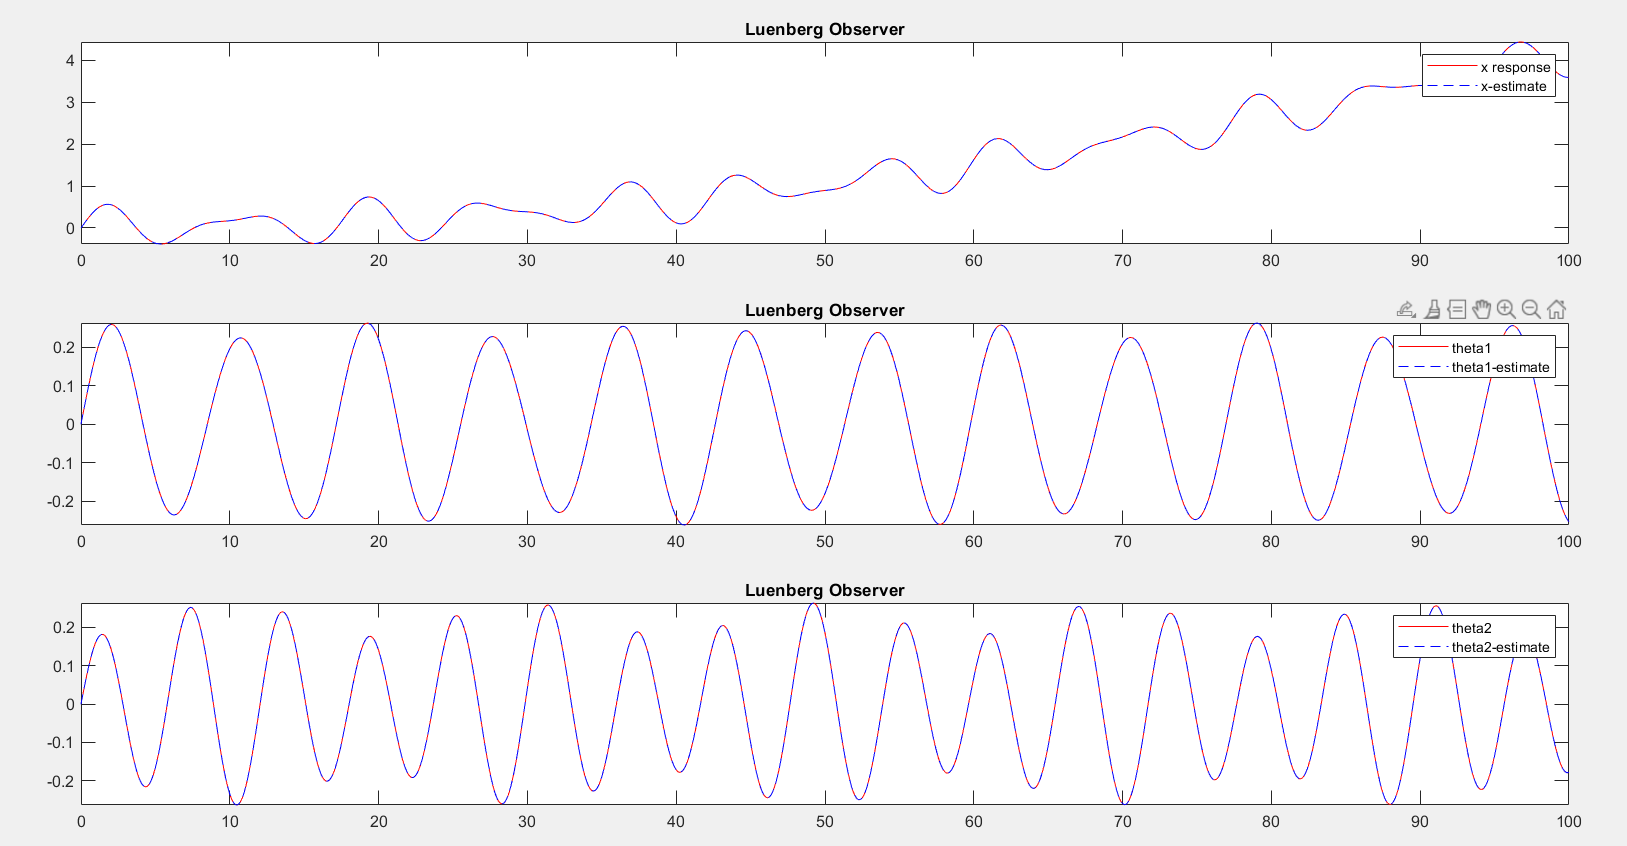 Luenberg Observer
4
3
2
1
0
x response
x-estimate
0 10 20 30 40 50 60 70 80 90 100
Luenberg Observer
0.2
0.1
0
-0.1
-0.2
theta1
theta1-estimate
0 10 20 30 40 50 60 70 80 90 100
Luenberg Observer
0.2
0.1
0
-0.1
-0.2
theta2
theta2-estimate
0 10 20 30 40 50 60 70 80 90 100